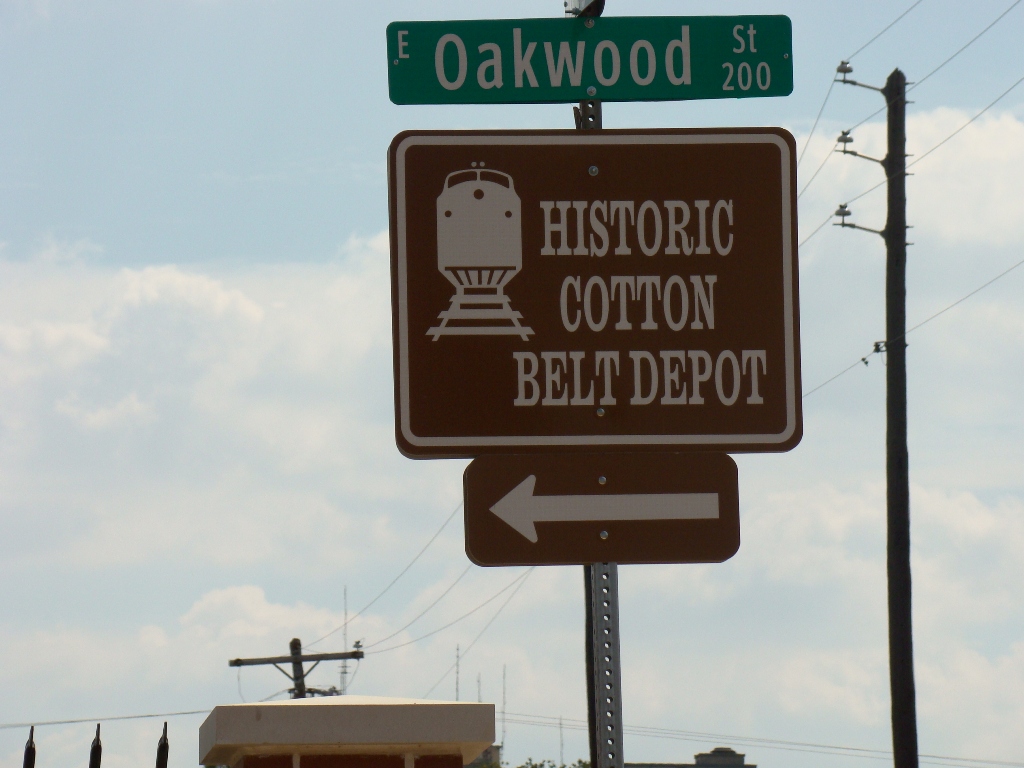 E Oakwood St
200
HISTORIC
COTTON
BELT DEPOT